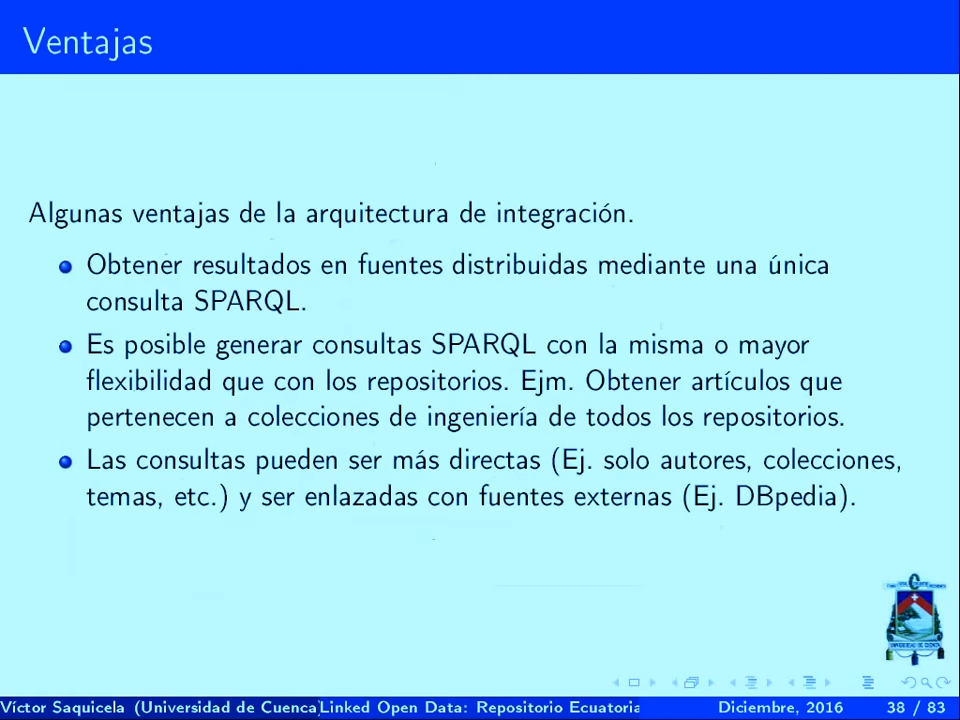 Ventajas
Algunas ventajas de la arquitectura de integración.
Obtener resultados en fuentes distribuidas mediante una única
consulta SPARQL.
Es posible generar consultas SPARQL con la misma o mayor
flexibilidad que con los repositorios. Ejm. Obtener artículos que
pertenecen a colecciones de ingeniería de todos los repositorios.
Las consultas pueden ser más directas (Ej. solo autores, colecciones,
temas, etc.) y ser enlazadas con fuentes externas (Ej. DBpedia).
Víctor Saquicela (Universidad de Cuenca) Linked Open Data: Repositorio Ecuatoria Diciembre, 2016 38 / 83